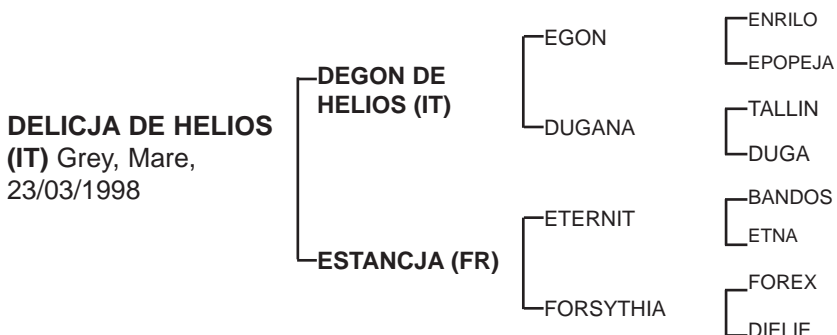 DELICJA DE HELIOS
(IT) Grey, Mare,
23/03/1998
DEGON DE
HELIOS (IT)
ESTANCJA (FR)
EGON
DUGANA
ETERNIT
FORSYTHIA
ENRILO
EPOPEJA
TALLIN
DUGA
BANDOS
ETNA
FOREX
DJELIE